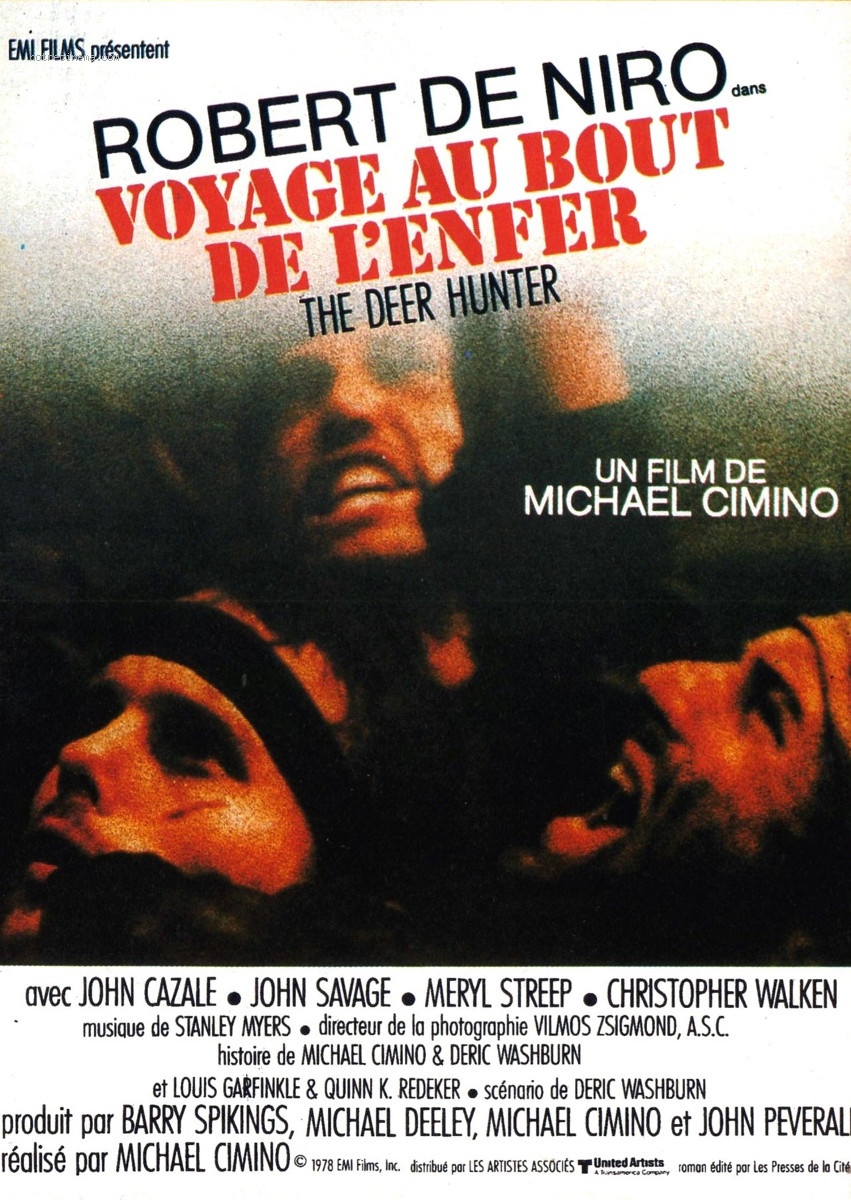 EMI FILMS présentent
ROBERT DE NIRO dans
VOYAGE AU BOUT
DE L'ENFER
THE DEER HUNTER
UN FILM DE
MICHAEL CIMINO
avec JOHN CAZALE • JOHN SAVAGE • MERYL STREEP • CHRISTOPHER WALKEN
musique de STANLEY MYERS • directeur de la photographie VILMOS ZSIGMOND, A.S.C.
histoire de MICHAEL CIMINO & DERIC WASHBURN
et LOUIS GARFINKLE & QUINN K. REDEKER • scénario de DERIC WASHBURN
produit par BARRY SPIKINGS, MICHAEL DEELEY, MICHAEL CIMINO et JOHN PEVERALL
réalisé par MICHAEL CIMINO © 1978 EMI Films, Inc. distribué par LES ARTISTES ASSOCIÉS United Artists roman édité par Les Presses de la Cité
A Transamerica Company